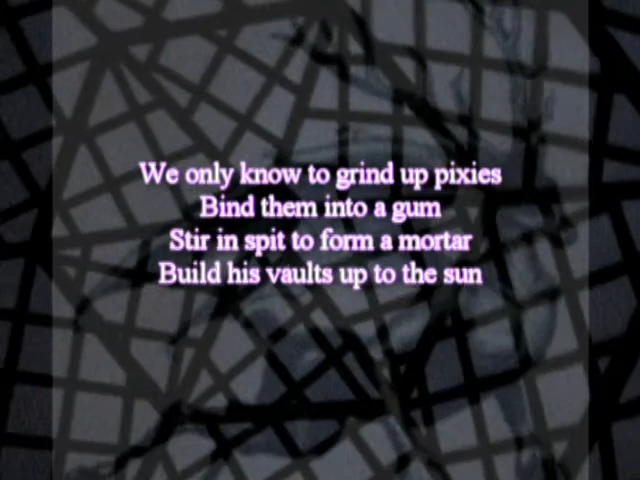 We only know to grind up pixies
Bind them into a gum
Stir in spit to form a mortar
Build his vaults up to the sun